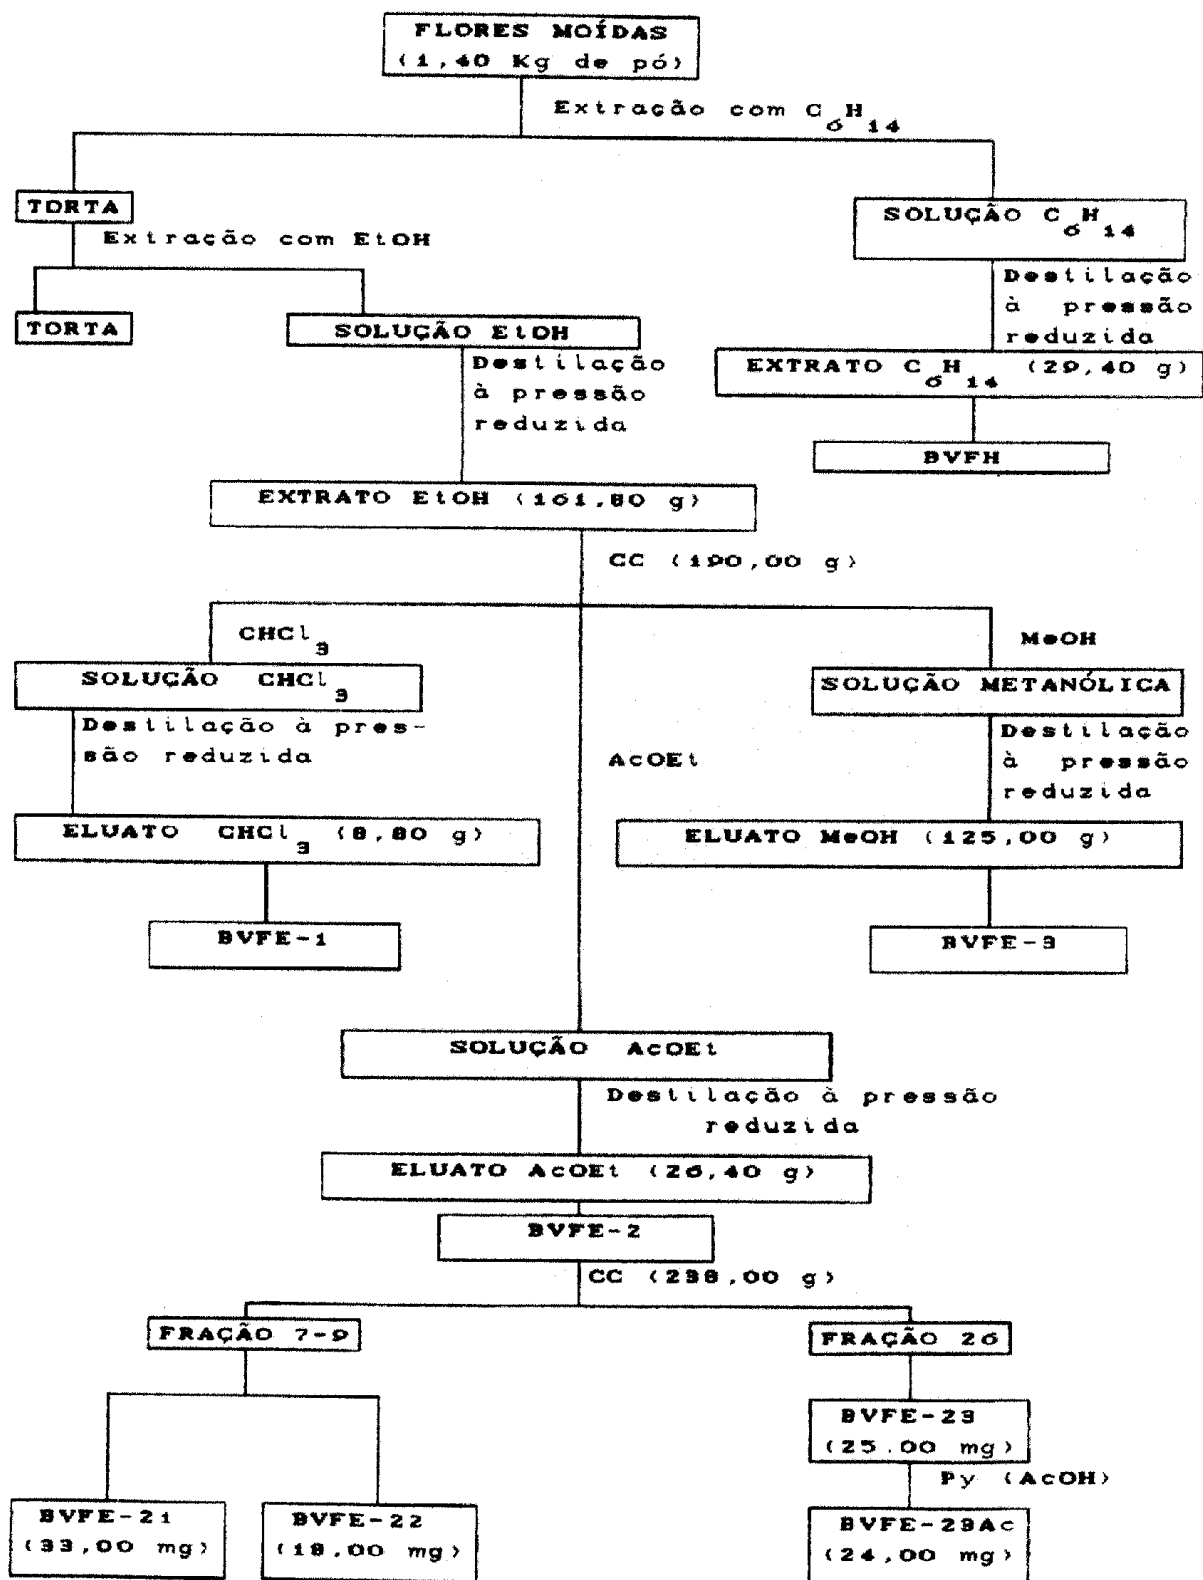 FLORES MOÍDAS
(1,40 Kg de pó)
Extração com C6H14
TORTA
SOLUÇÃO C6H14
Extração com EtOH
Destilação
à pressão
reduzida
TORTA
SOLUÇÃO EtOH
EXTRATO C6H14 (29,40 g)
Destilação
à pressão
reduzida
BVFH
EXTRATO EtOH (161,80 g)
CC (190,00 g)
CHCl3
MeOH
SOLUÇÃO CHCl3
SOLUÇÃO METANÓLICA
Destilação à pres-
são reduzida
AcOEt
Destilação
à pressão
reduzida
ELUATO CHCl3 (8,80 g)
ELUATO MeOH (125,00 g)
BVFE-1
BVFE-3
SOLUÇÃO AcOEt
Destilação à pressão
reduzida
ELUATO AcOEt (26,40 g)
BVFE-2
CC (238,00 g)
FRAÇÃO 7-9
FRAÇÃO 26
BVFE-23
(25.00 mg)
Py (AcOH)
BVFE-21
(33,00 mg)
BVFE-22
(18,00 mg)
BVFE-23Ac
(24,00 mg)